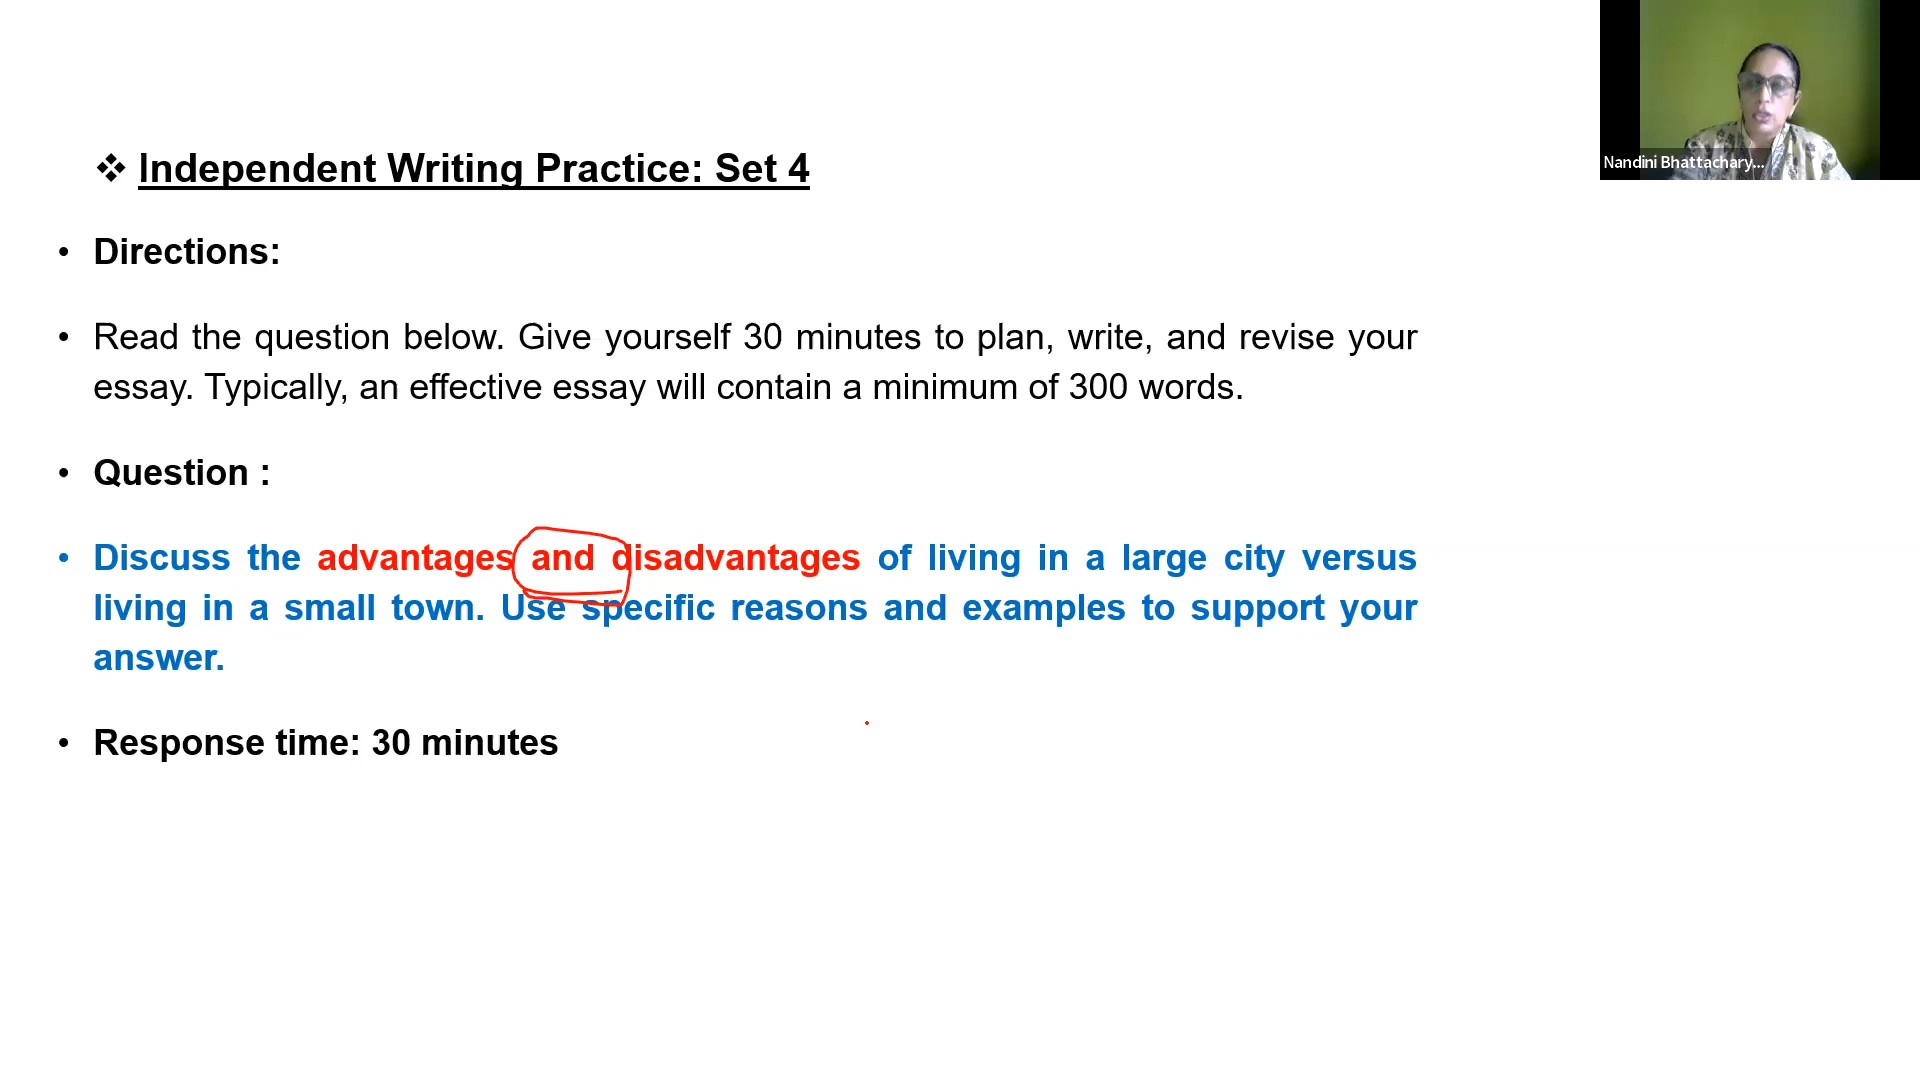 Nandini Bhattachary...
❖ Independent Writing Practice: Set 4
• Directions:
• Read the question below. Give yourself 30 minutes to plan, write, and revise your
essay. Typically, an effective essay will contain a minimum of 300 words.
• Question :
• Discuss the advantages and disadvantages of living in a large city versus
living in a small town. Use specific reasons and examples to support your
answer.
• Response time: 30 minutes